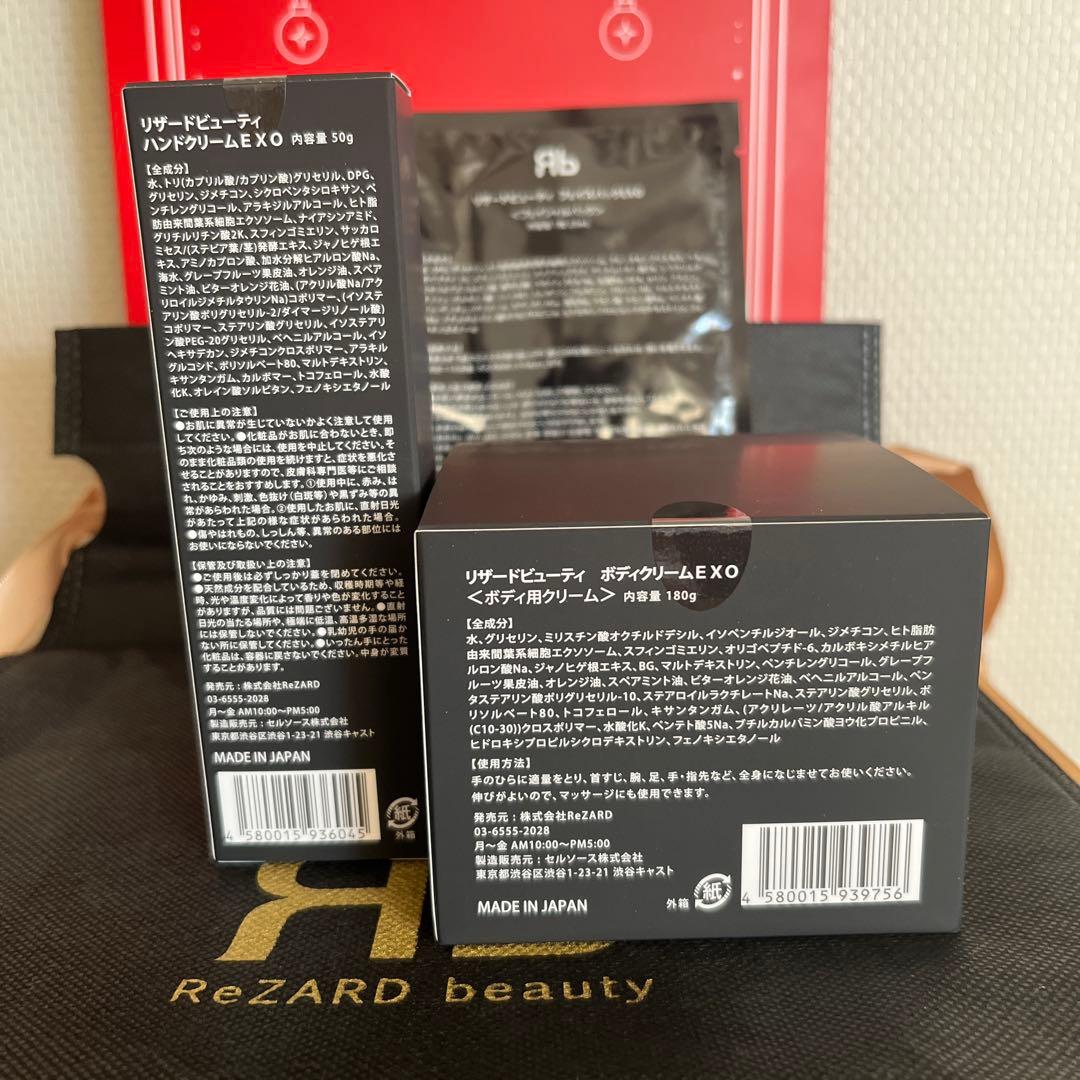 リザードビューティ
ハンドクリームEXO 内容量 50g
【全成分】
水、トリ(カプリル酸/カプリン酸)グリセリル、DPG、
グリセリン、ジメチコン、シクロペンタシロキサン、ペ
ンチレングリコール、アラキジルアルコール、ヒト脂
肪由来間葉系細胞エクソソーム、ナイアシンアミド、
グリチルリチン酸2K、スフィンゴミエリン、サッカロ
ミセス/(ステビア葉/茎)発酵エキス、ジャノヒゲ根エ
キス、アミノカプロン酸、加水分解ヒアルロン酸Na、
海水、グレープフルーツ果皮油、オレンジ油、スペア
ミント油、ビターオレンジ花油、(アクリル酸Na/アク
リロイルジメチルタウリンNa)コポリマー、(イソステ
アリン酸ポリグリセリル-2/ダイマージリノール酸)
コポリマー、ステアリン酸グリセリル、イソステアリ
ン酸PEG-20グリセリル、ベヘニルアルコール、イソ
ヘキサデカン、ジメチコンクロスポリマー、アラキル
グルコシド、ポリソルベート80、マルトデキストリン、
キサンタンガム、カルボマー、トコフェロール、水酸
化K、オレイン酸ソルビタン、フェノキシエタノール
【ご使用上の注意】
●お肌に異常が生じていないかよく注意して使用
してください。●化粧品がお肌に合わないとき、即
ち次のような場合には、使用を中止してください。そ
のまま化粧品類の使用を続けますと、症状を悪化さ
せることがありますので、皮膚科専門医等にご相談
されることをおすすめします。①使用中に、赤み、は
れ、かゆみ、刺激、色抜け(白斑等)や黒ずみ等の異
常があらわれた場合。②使用したお肌に、直射日光
があたって上記の様な症状があらわれた場合。
●傷やはれもの、しっしん等、異常のある部位には
お使いにならないでください。
【保管及び取扱い上の注意】
●ご使用後は必ずしっかり蓋を閉めてください。
●天然成分を配合しているため、収穫時期等や経
時、光や温度変化によって香りや色が変化すること
がありますが、品質には問題ございません。●直射
日光の当たる場所や、極端に低温、高温多湿な場所
には保管しないでください。●乳幼児の手の届か
ない所に保管してください。●いったん手にとった
化粧品は、容器に戻さないでください。中身が変質
することがあります。
発売元:株式会社ReZARD
03-6555-2028
月〜金 AM10:00〜PM5:00
製造販売元:セルソース株式会社
東京都渋谷区渋谷1-23-21 渋谷キャスト
MADE IN JAPAN
4 580015 936045
紙
外箱
リザードビューティ ボディクリームEXO
<ボディ用クリーム> 内容量 180g
【全成分】
水、グリセリン、ミリスチン酸オクチルドデシル、イソペンチルジオール、ジメチコン、ヒト脂肪
由来間葉系細胞エクソソーム、スフィンゴミエリン、オリゴペプチド-6、カルボキシメチルヒア
ルロン酸Na、ジャノヒゲ根エキス、BG、マルトデキストリン、ペンチレングリコール、グレープフ
ルーツ果皮油、オレンジ油、スペアミント油、ビターオレンジ花油、ベヘニルアルコール、ペン
タステアリン酸ポリグリセリル-10、ステアロイルラクチレートNa、ステアリン酸グリセリル、ポ
リソルベート80、トコフェロール、キサンタンガム、(アクリレーツ/アクリル酸アルキル
(C10-30))クロスポリマー、水酸化K、ペンテト酸5Na、ブチルカルバミン酸ヨウ化プロピニル、
ヒドロキシプロピルシクロデキストリン、フェノキシエタノール
【使用方法】
手のひらに適量をとり、首すじ、腕、足、手・指先など、全身になじませてお使いください。
伸びがよいので、マッサージにも使用できます。
発売元:株式会社ReZARD
03-6555-2028
月〜金 AM10:00〜PM5:00
製造販売元:セルソース株式会社
東京都渋谷区渋谷1-23-21 渋谷キャスト
MADE IN JAPAN
外箱
紙
4 580015 939756
ReZARD beauty